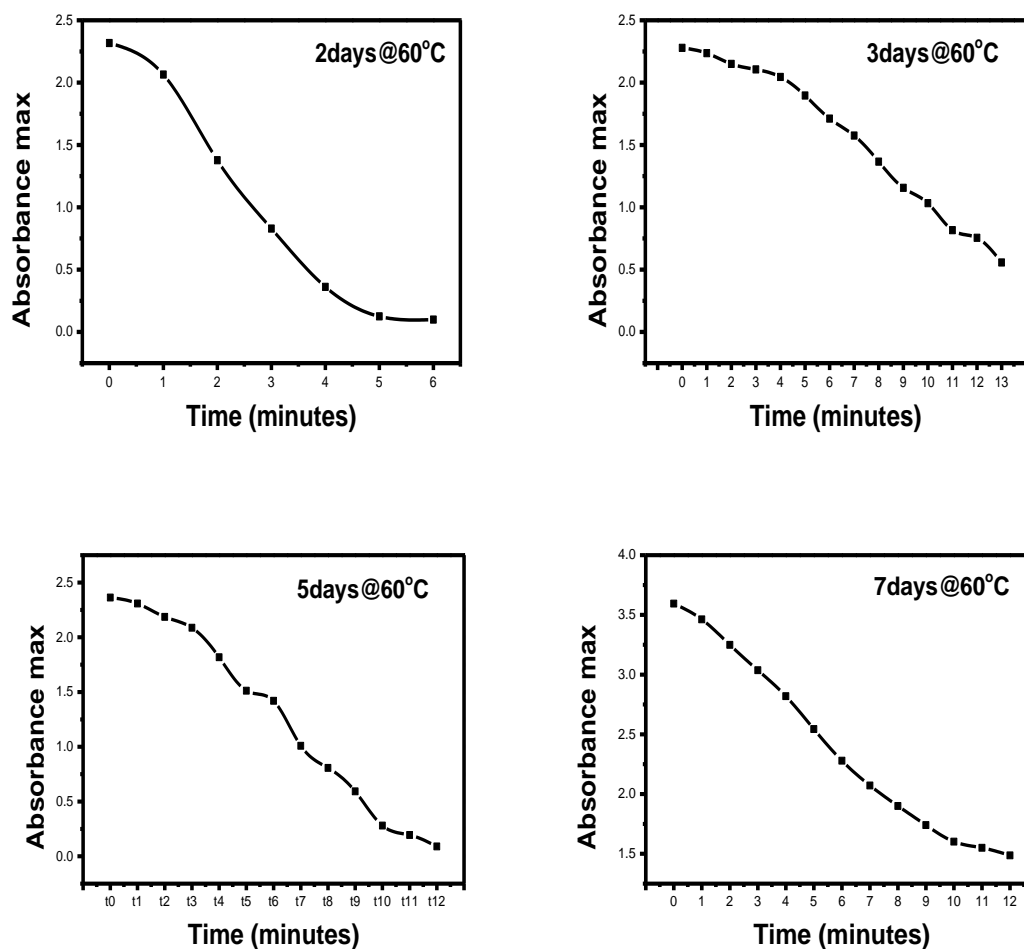 2days@60°C
Absorbance max
2.5
2.0
1.5
1.0
0.5
0.0
0 1 2 3 4 5 6
Time (minutes)
3days@60°C
Absorbance max
2.5
2.0
1.5
1.0
0.5
0.0
0 1 2 3 4 5 6 7 8 9 10 11 12 13
Time (minutes)
5days@60°C
Absorbance max
2.5
2.0
1.5
1.0
0.5
0.0
t0 t1 t2 t3 t4 t5 t6 t7 t8 t9 t10 t11 t12
Time (minutes)
7days@60°C
Absorbance max
4.0
3.5
3.0
2.5
2.0
1.5
0 1 2 3 4 5 6 7 8 9 10 11 12
Time (minutes)